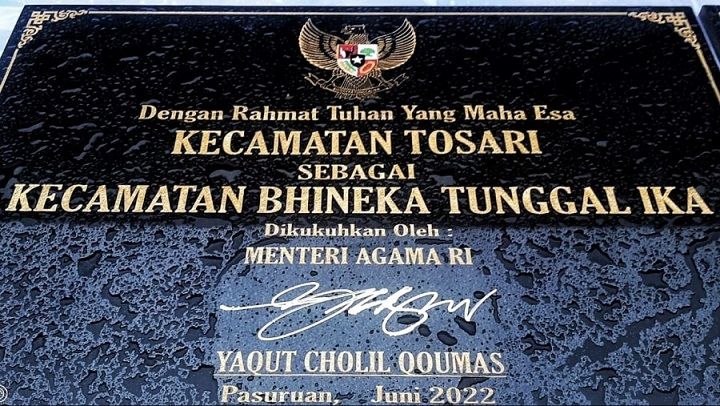 Dengan Rahmat Tuhan Yang Maha Esa
KECAMATAN TOSARI
SEBAGAI
KECAMATAN BHINEKA TUNGGAL IKA
Dikukuhkan Oleh :
MENTERI AGAMA RI
YAQUT CHOLIL QOUMAS
Pasuruan, Juni 2022